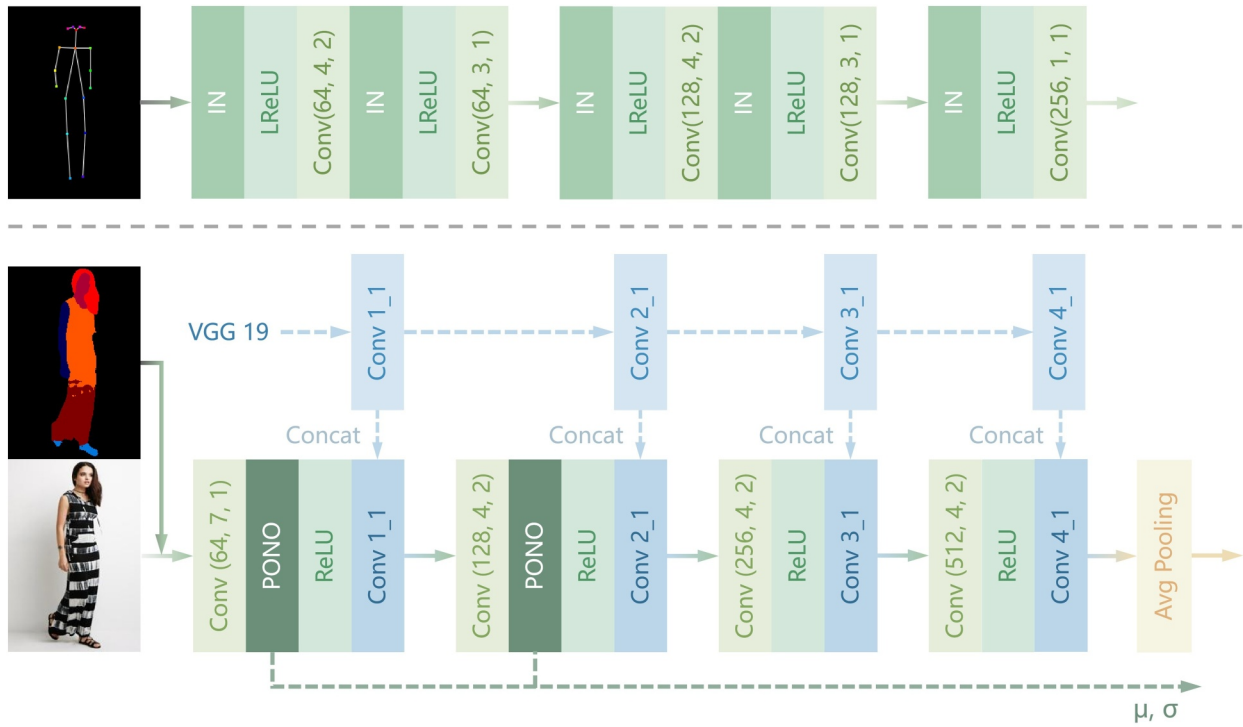 IN
LReLU
Conv(64, 4, 2)
IN
LReLU
Conv(64, 3, 1)
IN
LReLU
Conv(128, 4, 2)
IN
LReLU
Conv(128, 3, 1)
IN
LReLU
Conv(256, 1, 1)
VGG 19
Conv 1_1
Conv 2_1
Conv 3_1
Conv 4_1
Concat
Concat
Concat
Concat
Conv (64, 7, 1)
PONO
ReLU
Conv 1_1
Conv (128, 4, 2)
PONO
ReLU
Conv 2_1
Conv (256, 4, 2)
ReLU
Conv 3_1
Conv (512, 4, 2)
ReLU
Conv 4_1
Avg Pooling
μ, σ